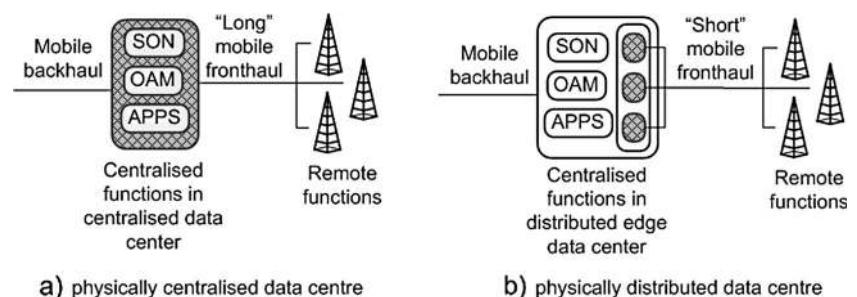 Mobile
backhaul
SON
OAM
APPS
“Long”
mobile
fronthaul
Centralised
functions in
centralised data
center
Remote
functions
a) physically centralised data centre
Mobile
backhaul
SON
OAM
APPS
“Short”
mobile
fronthaul
Centralised
functions in
distributed edge
data center
Remote
functions
b) physically distributed data centre